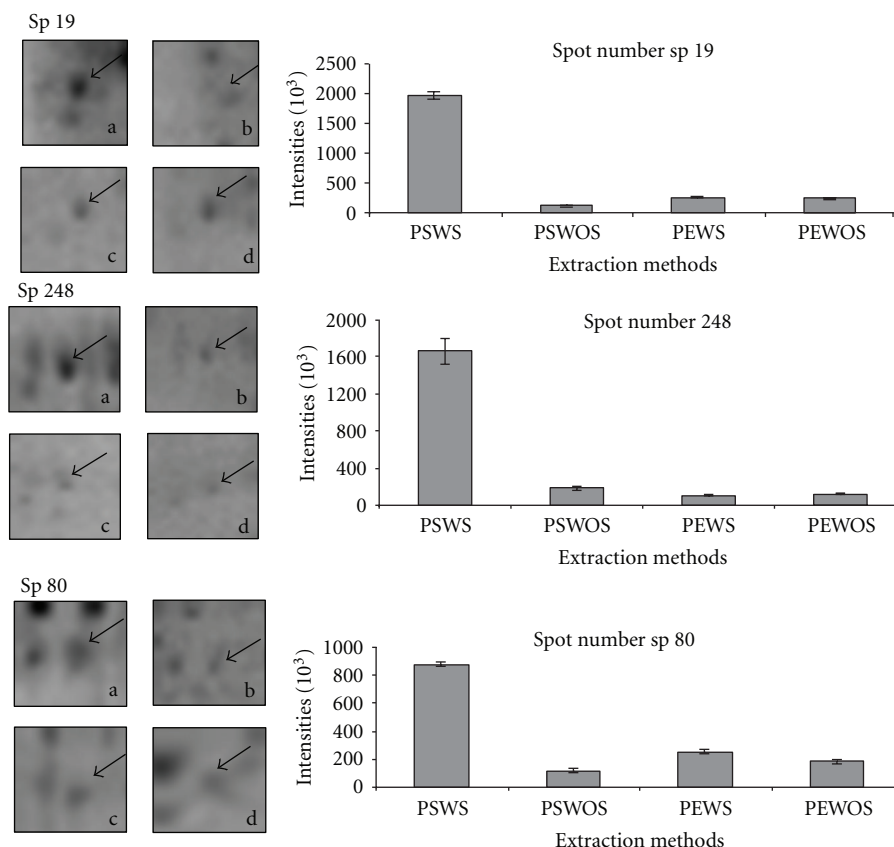 Sp 19
a
b
c
d
Spot number sp 19
Intensities (10³)
2500
2000
1500
1000
500
0
PSWS PSWOS PEWS PEWOS
Extraction methods
Sp 248
a
b
c
d
Spot number 248
Intensities (10³)
2000
1600
1200
800
400
0
PSWS PSWOS PEWS PEWOS
Extraction methods
Sp 80
a
b
c
d
Spot number sp 80
Intensities (10³)
1000
800
600
400
200
0
PSWS PSWOS PEWS PEWOS
Extraction methods